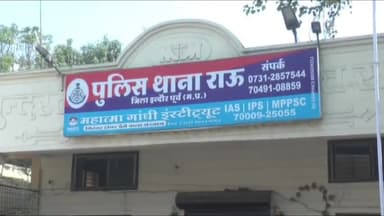 पुलिस थाना राऊ
जिला इन्दौर पूर्व (म.प्र.)
संपर्क
0731-2857544
70491-08859
महात्मा गांधी इंस्टीट्यूट IAS | IPS | MPPSC
70009-25055